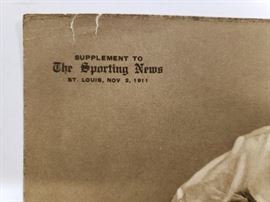 SUPPLEMENT TO
The Sporting News
ST. LOUIS, NOV. 2, 1911